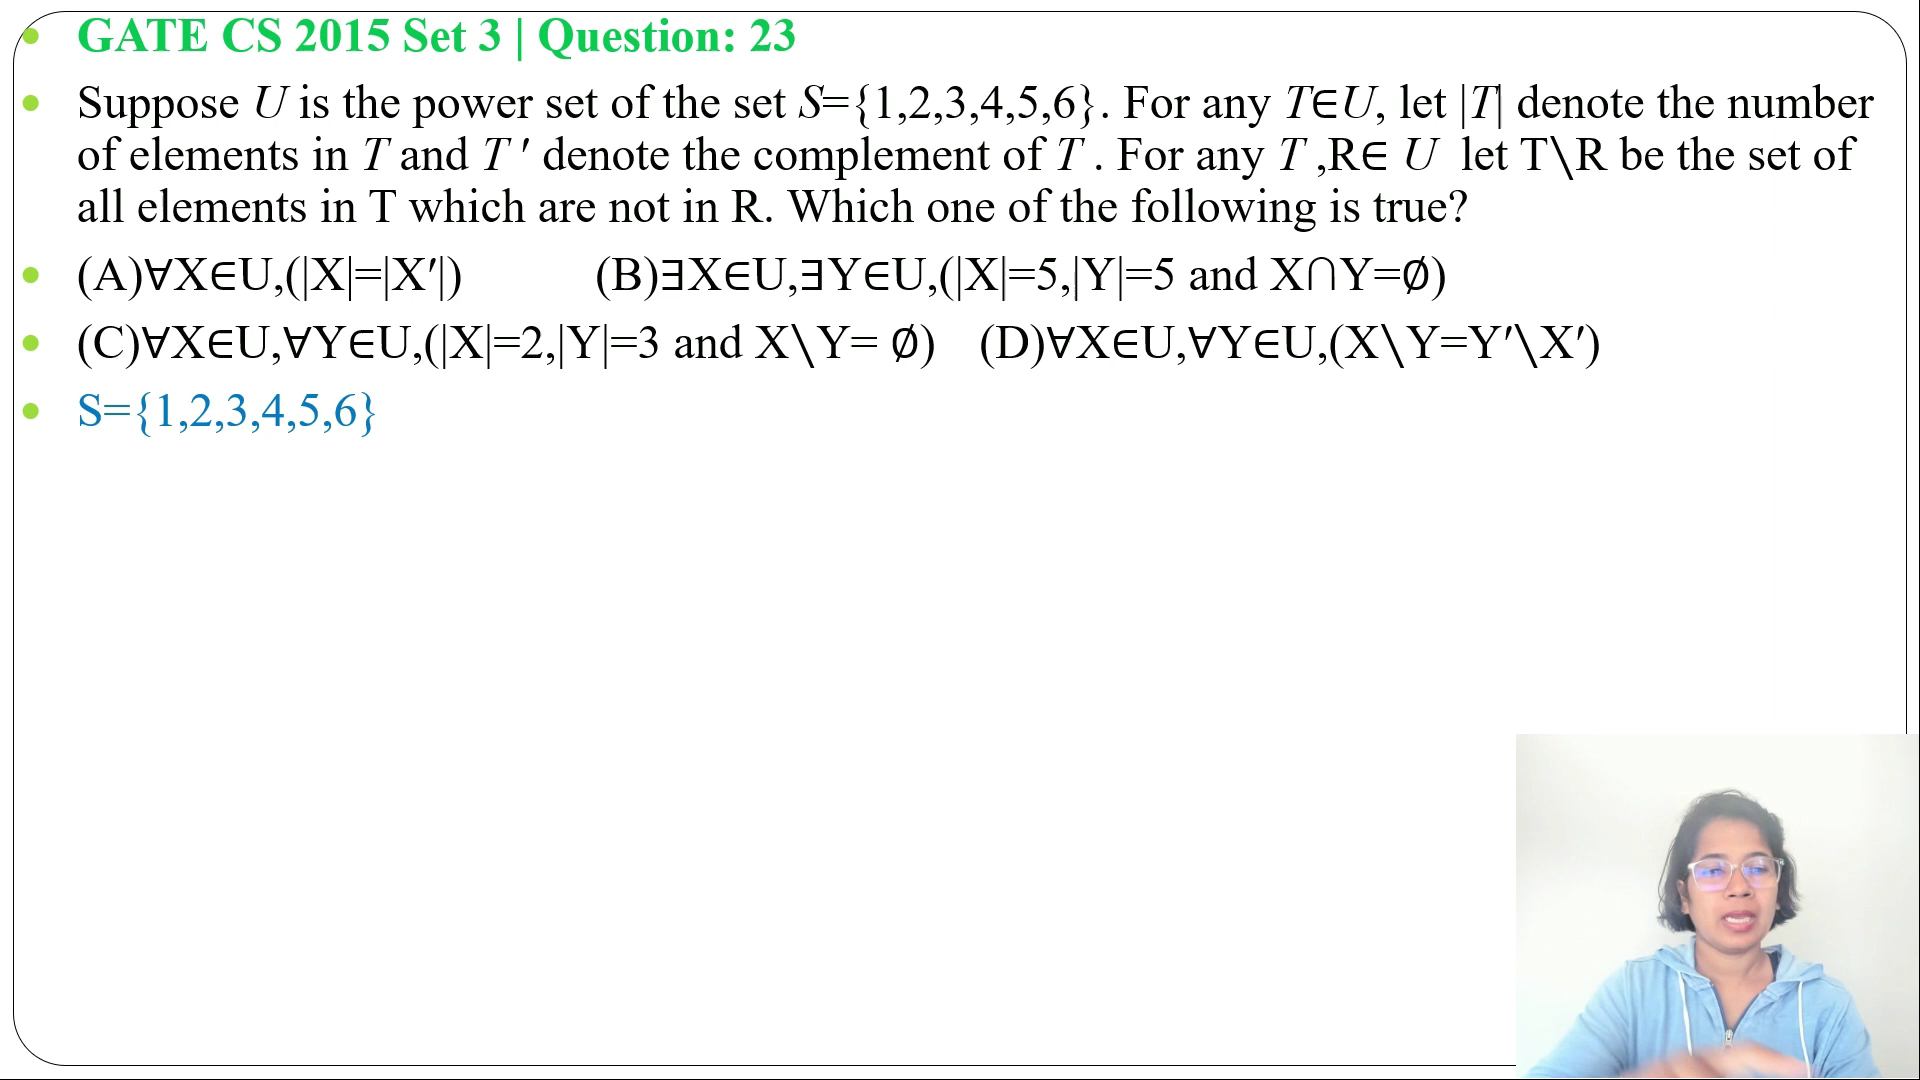 GATE CS 2015 Set 3 | Question: 23
Suppose U is the power set of the set S={1,2,3,4,5,6}. For any T∈U, let |T| denote the number
of elements in T and T ′ denote the complement of T . For any T ,R∈ U let T\R be the set of
all elements in T which are not in R. Which one of the following is true?
(A)∀X∈U,(|X|=|X′|) (B)∃X∈U,∃Y∈U,(|X|=5,|Y|=5 and X∩Y=∅)
(C)∀X∈U,∀Y∈U,(|X|=2,|Y|=3 and X\Y= ∅) (D)∀X∈U,∀Y∈U,(X\Y=Y′\X′)
S={1,2,3,4,5,6}